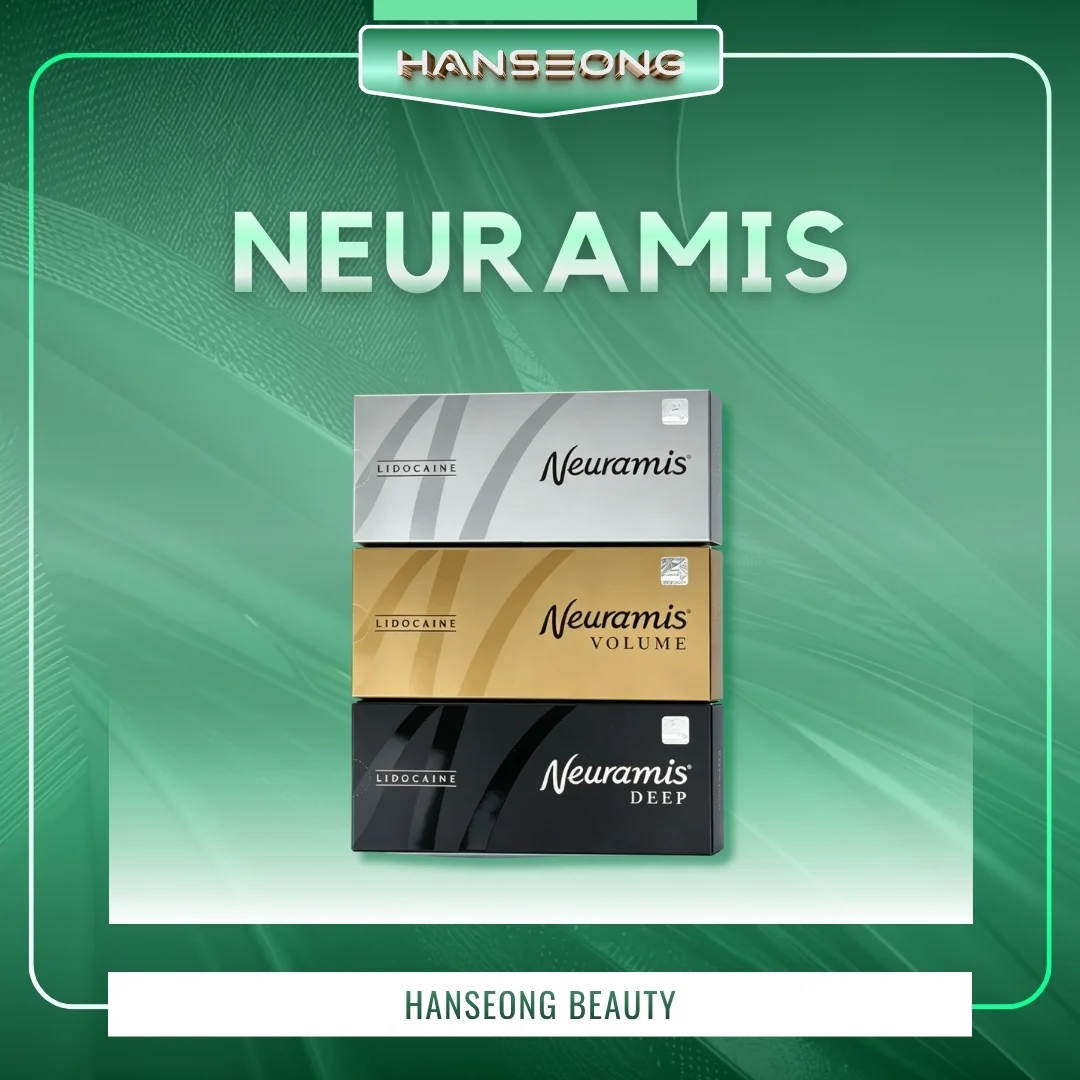 HANSEONG
NEURAMIS
LIDOCAINE
Neuramis®
LIDOCAINE
Neuramis®
VOLUME
LIDOCAINE
Neuramis®
DEEP
HANSEONG BEAUTY